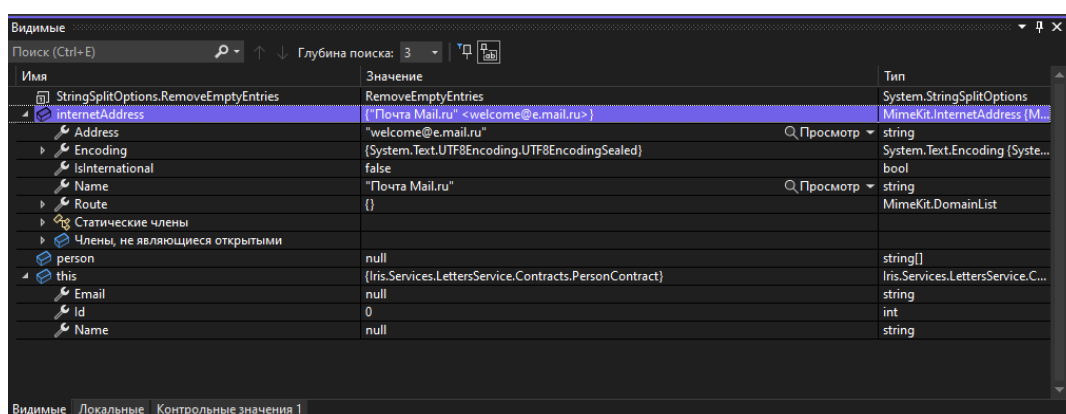 Видимые
Поиск (Ctrl+E) Глубина поиска: 3
Имя Значение Тип
StringSplitOptions.RemoveEmptyEntries RemoveEmptyEntries System.StringSplitOptions
internetAddress {"Почта Mail.ru" <welcome@e.mail.ru>} MimeKit.InternetAddress {M...
Address "welcome@e.mail.ru" Просмотр string
Encoding {System.Text.UTF8Encoding.UTF8EncodingSealed} System.Text.Encoding {Syste...
IsInternational false bool
Name "Почта Mail.ru" Просмотр string
Route {} MimeKit.DomainList
Статические члены
Члены, не являющиеся открытыми
person null string[]
this {Iris.Services.LettersService.Contracts.PersonContract} Iris.Services.LettersService.C...
Email null string
Id 0 int
Name null string
Видимые Локальные Контрольные значения 1